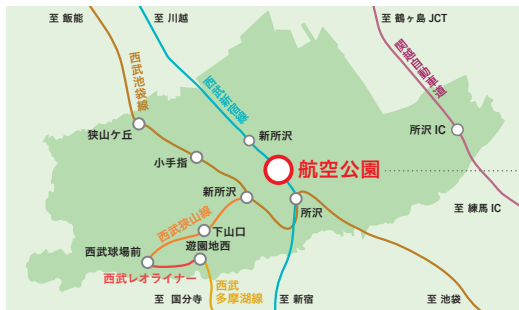 至 飯能
至 川越
至 鶴ヶ島 JCT
関越自動車道
西武池袋線
西武新宿線
狭山ケ丘
新所沢
所沢 IC
小手指
航空公園
新所沢
所沢
至 練馬 IC
西武狭山線
下山口
遊園地西
西武球場前
西武レオライナー
西武
多摩湖線
至 国分寺
至 新宿
至 池袋